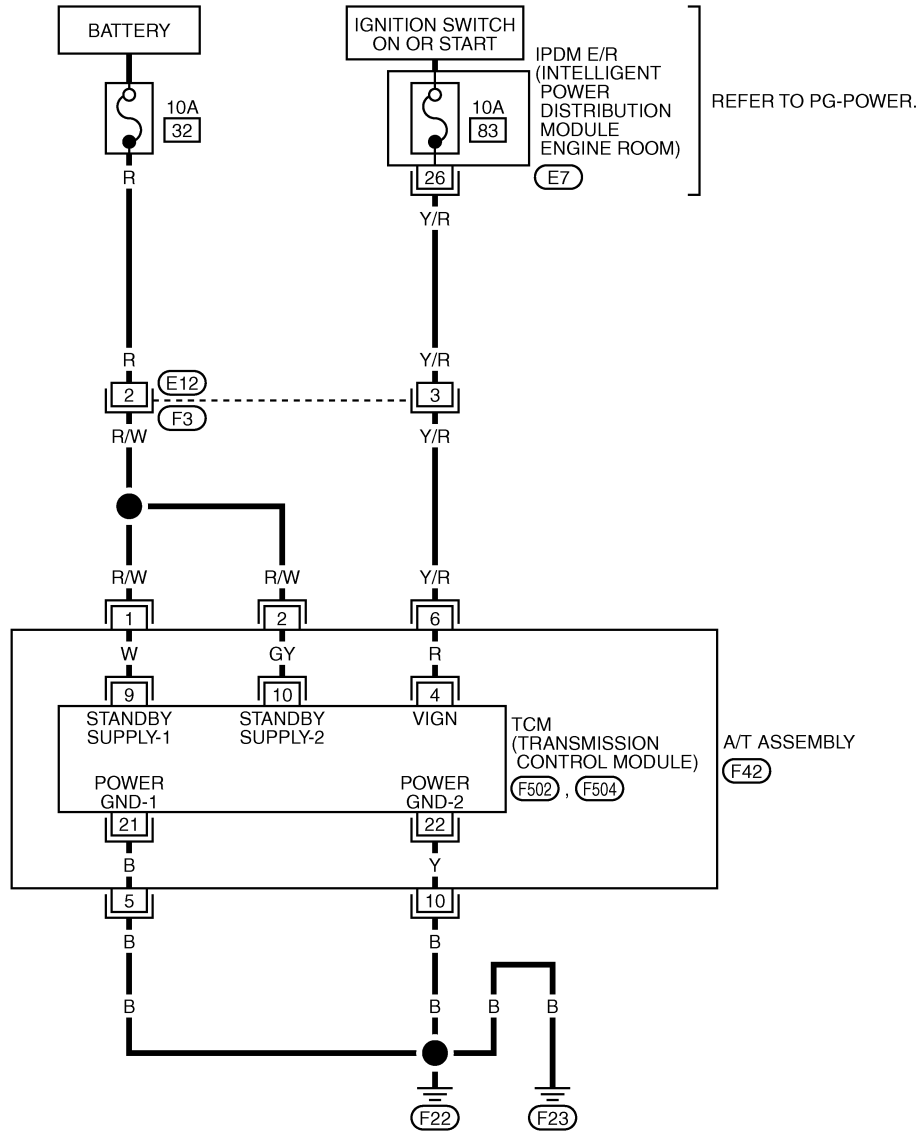 BATTERY
IGNITION SWITCH
ON OR START
IPDM E/R
(INTELLIGENT
POWER
DISTRIBUTION
MODULE
ENGINE ROOM)
REFER TO PG-POWER.
10A
32
10A
83
26
E7
R
Y/R
R
Y/R
2
E12
F3
3
R/W
Y/R
R/W
R/W
Y/R
1
2
6
W
GY
R
9
10
4
STANDBY
SUPPLY-1
STANDBY
SUPPLY-2
VIGN
TCM
(TRANSMISSION
CONTROL MODULE)
F502 , F504
A/T ASSEMBLY
F42
POWER
GND-1
POWER
GND-2
21
22
B
Y
5
10
B
B
B
B
B
B
F22
F23